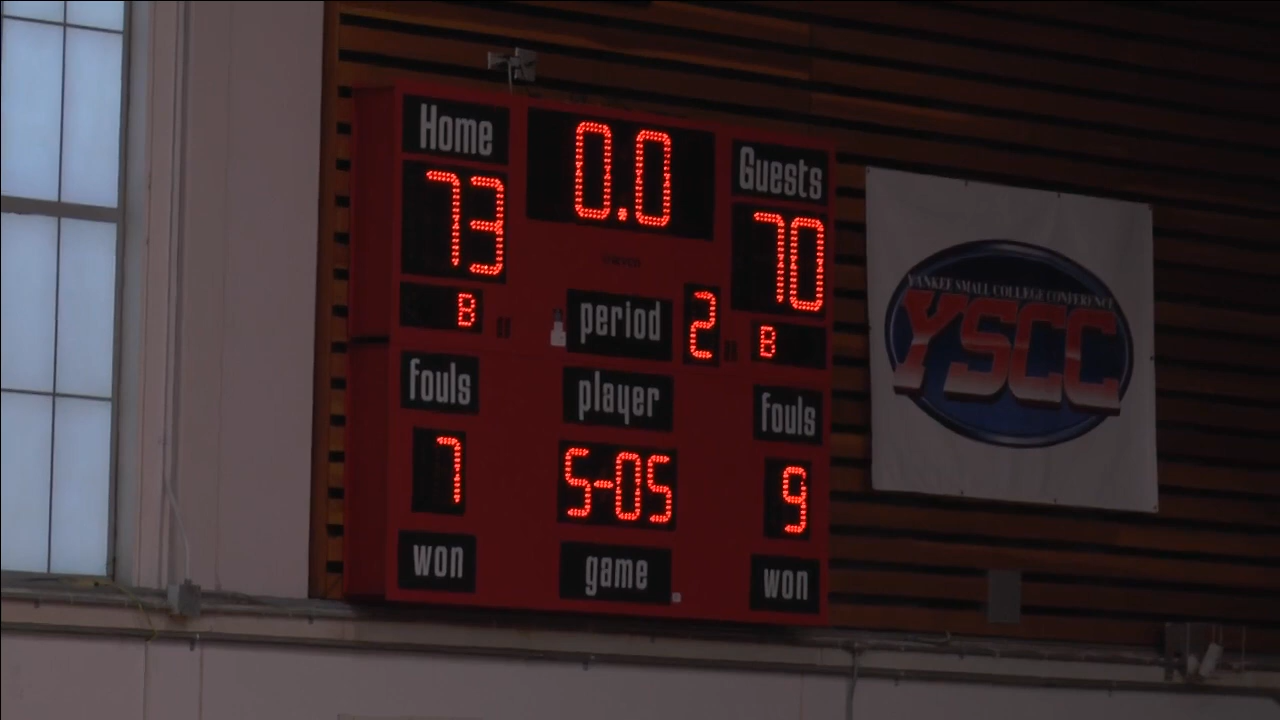 Home
0.0
Guests
73
70
B
period
2
B
fouls
player
fouls
7
5-05
9
won
game
won
YANKEE SMALL COLLEGE CONFERENCE
YSCC